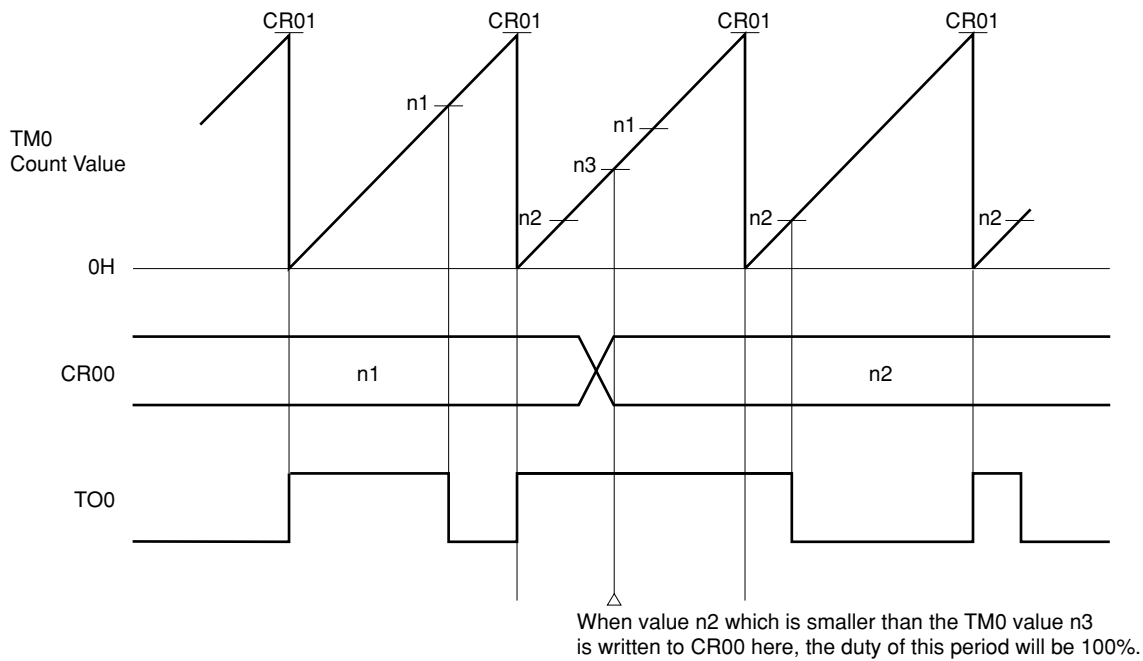 CR01 CR01 CR01 CR01
n1
n1
TM0
Count Value
n3
n2 n2 n2
0H
CR00 n1 n2
TO0
When value n2 which is smaller than the TM0 value n3
is written to CR00 here, the duty of this period will be 100%.